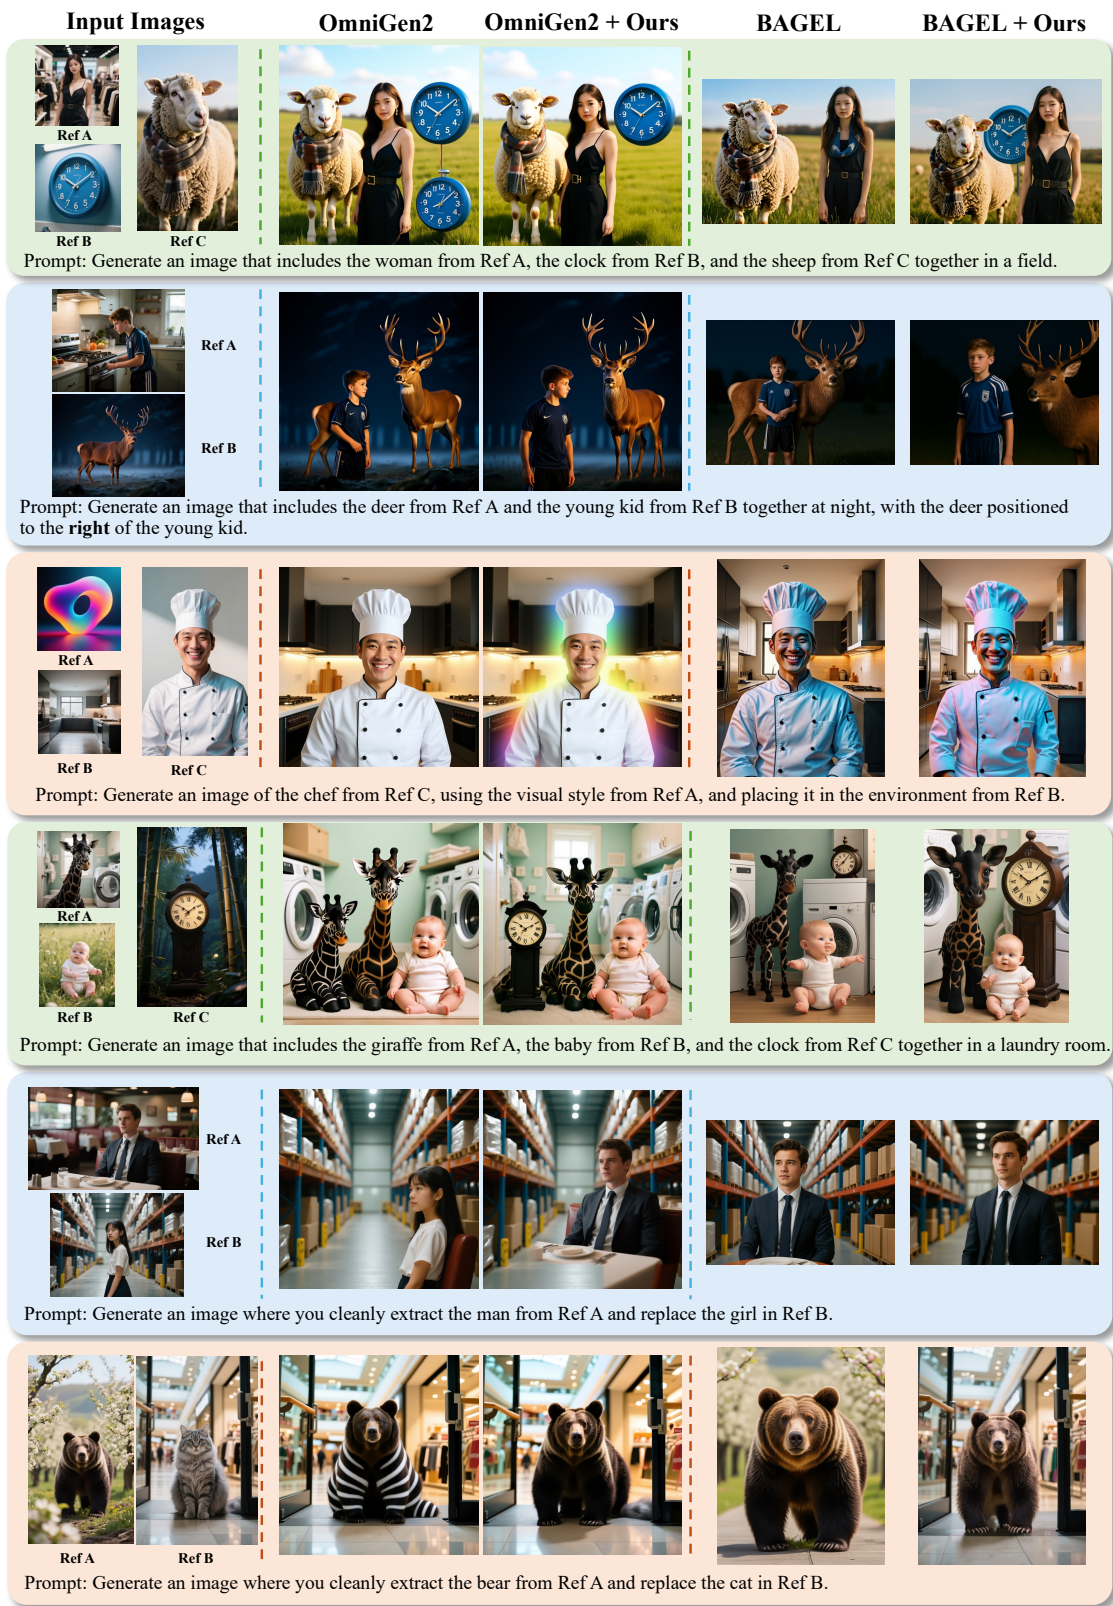 Input Images
OmniGen2
OmniGen2 + Ours
BAGEL
BAGEL + Ours
Ref A
Ref B
Ref C
Prompt: Generate an image that includes the woman from Ref A, the clock from Ref B, and the sheep from Ref C together in a field.
Ref A
Ref B
Prompt: Generate an image that includes the deer from Ref A and the young kid from Ref B together at night, with the deer positioned
to the right of the young kid.
Ref A
Ref B
Ref C
Prompt: Generate an image of the chef from Ref C, using the visual style from Ref A, and placing it in the environment from Ref B.
Ref A
Ref B
Ref C
Prompt: Generate an image that includes the giraffe from Ref A, the baby from Ref B, and the clock from Ref C together in a laundry room.
Ref A
Ref B
Prompt: Generate an image where you cleanly extract the man from Ref A and replace the girl in Ref B.
Ref A
Ref B
Prompt: Generate an image where you cleanly extract the bear from Ref A and replace the cat in Ref B.